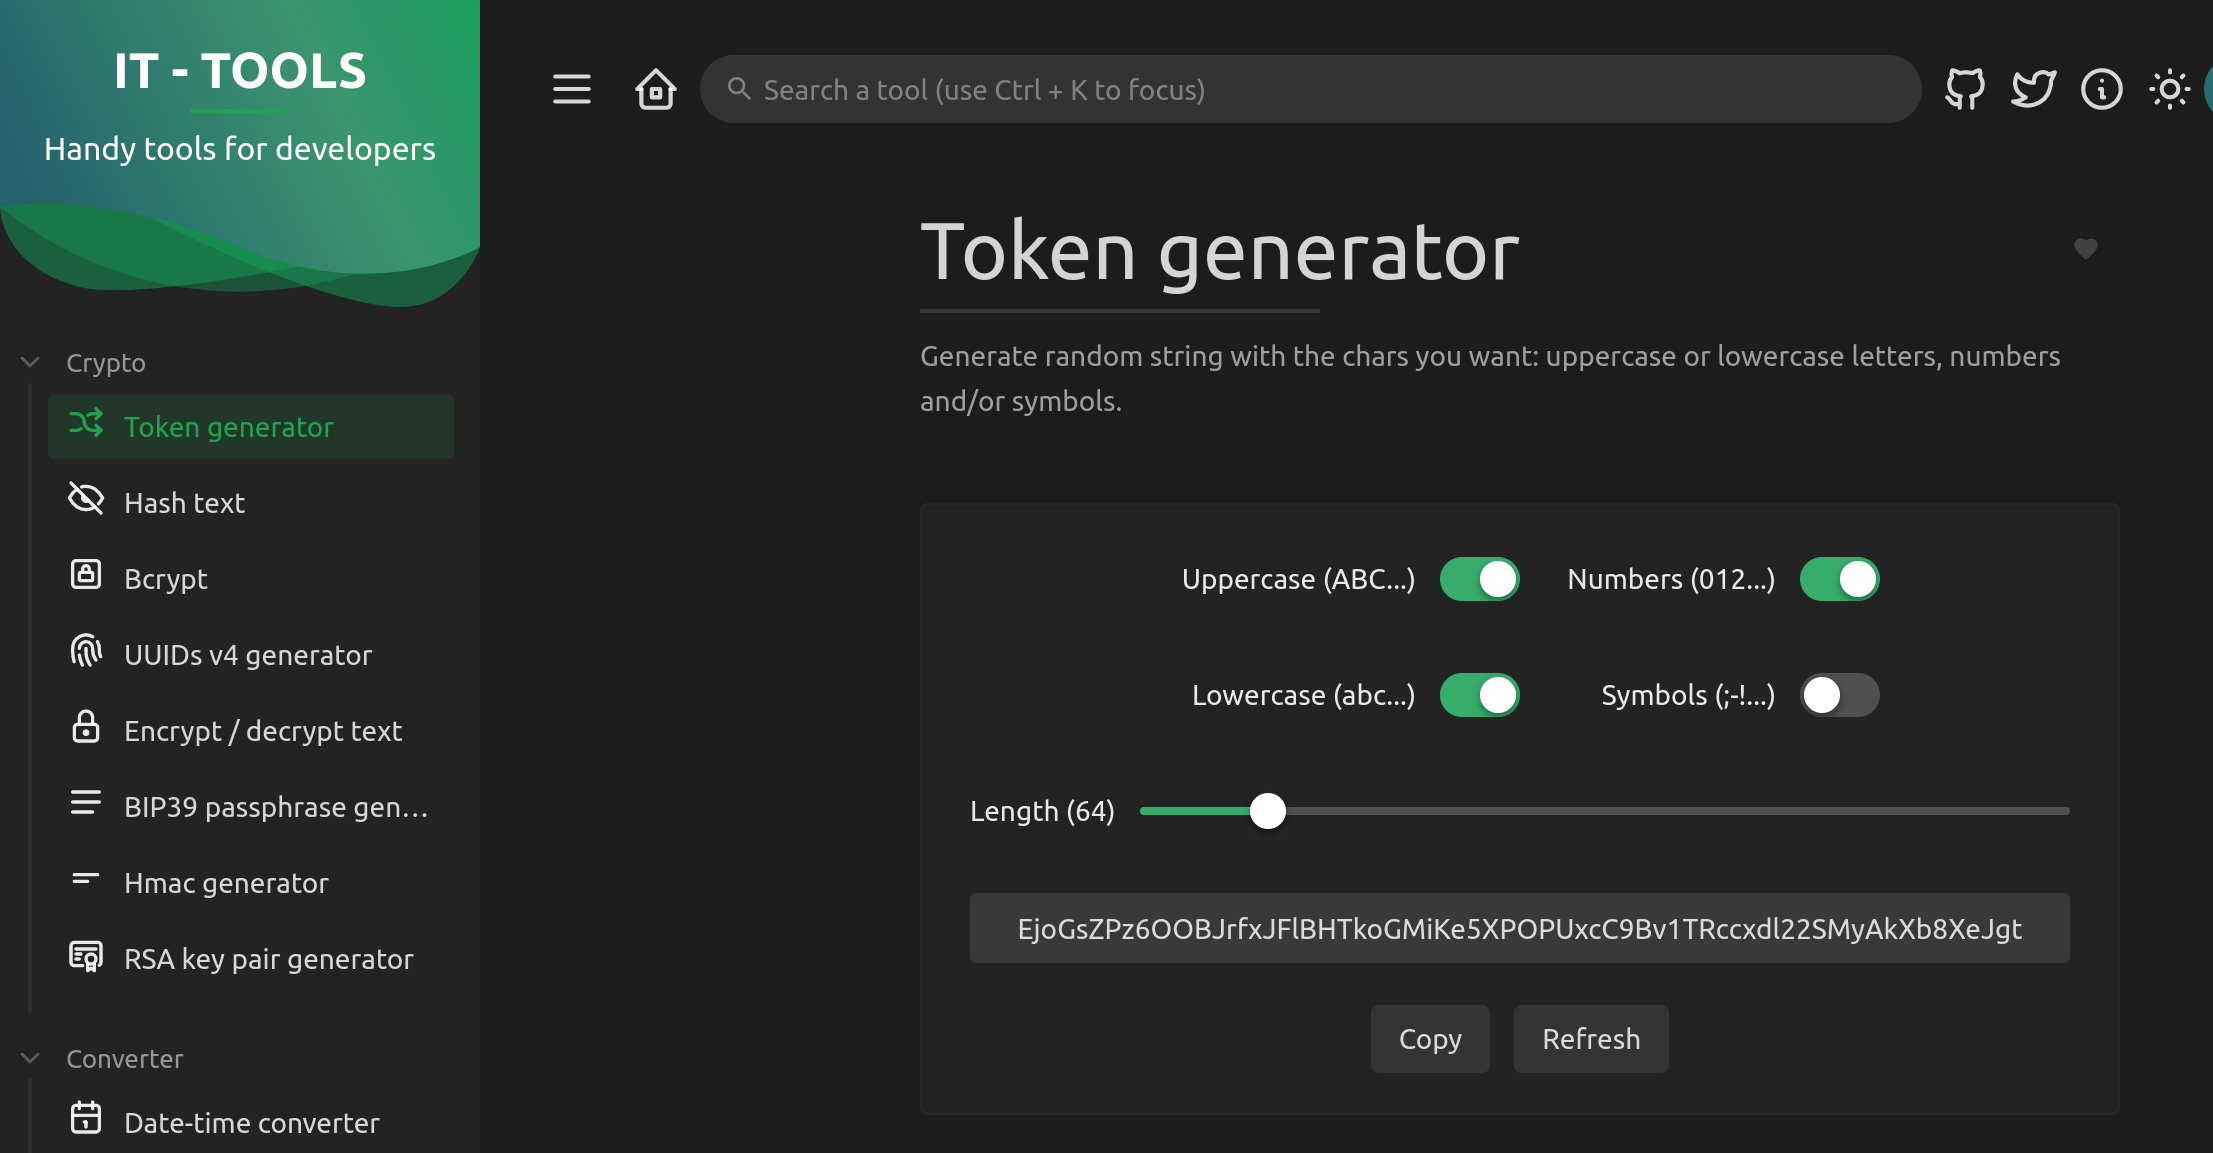 IT - TOOLS
Handy tools for developers
Crypto
Token generator
Hash text
Bcrypt
UUIDs v4 generator
Encrypt / decrypt text
BIP39 passphrase gen...
Hmac generator
RSA key pair generator
Converter
Date-time converter
Search a tool (use Ctrl + K to focus)
Token generator
Generate random string with the chars you want: uppercase or lowercase letters, numbers
and/or symbols.
Uppercase (ABC...)
Numbers (012...)
Lowercase (abc...)
Symbols (;-!...)
Length (64)
EjoGsZPz6OOBJrfxJFlBHTkoGMiKe5XPOPUxcC9Bv1TRccxdl22SMyAkXb8XeJgt
Copy
Refresh